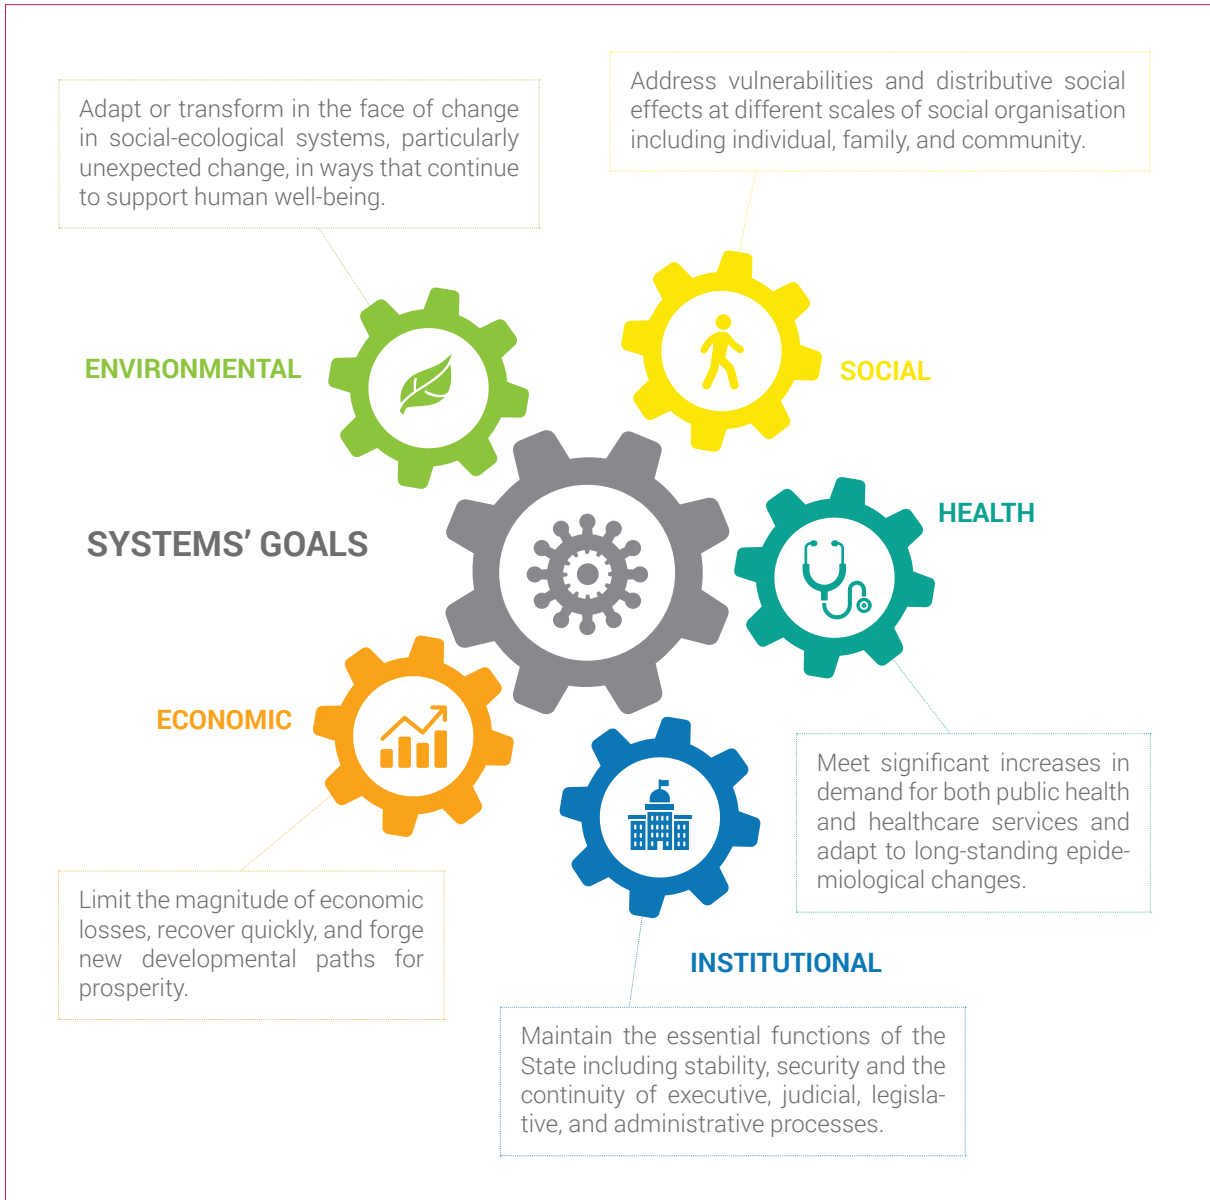 Adapt or transform in the face of change
in social-ecological systems, particularly
unexpected change, in ways that continue
to support human well-being.
Address vulnerabilities and distributive social
effects at different scales of social organisation
including individual, family, and community.
ENVIRONMENTAL
SOCIAL
HEALTH
SYSTEMS’ GOALS
ECONOMIC
Meet significant increases in
demand for both public health
and healthcare services and
adapt to long-standing epide-
miological changes.
Limit the magnitude of economic
losses, recover quickly, and forge
new developmental paths for
prosperity.
INSTITUTIONAL
Maintain the essential functions of the
State including stability, security and the
continuity of executive, judicial, legisla-
tive, and administrative processes.